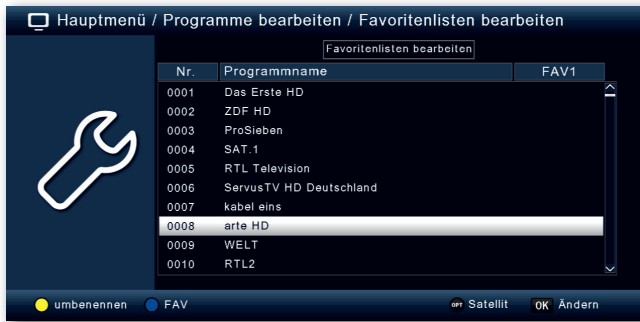 Hauptmenü / Programme bearbeiten / Favoritenlisten bearbeiten
Favoritenlisten bearbeiten
Nr. Programmname FAV1
0001 Das Erste HD
0002 ZDF HD
0003 ProSieben
0004 SAT.1
0005 RTL Television
0006 ServusTV HD Deutschland
0007 kabel eins
0008 arte HD
0009 WELT
0010 RTL2
umbenennen FAV OPT Satellit OK Ändern